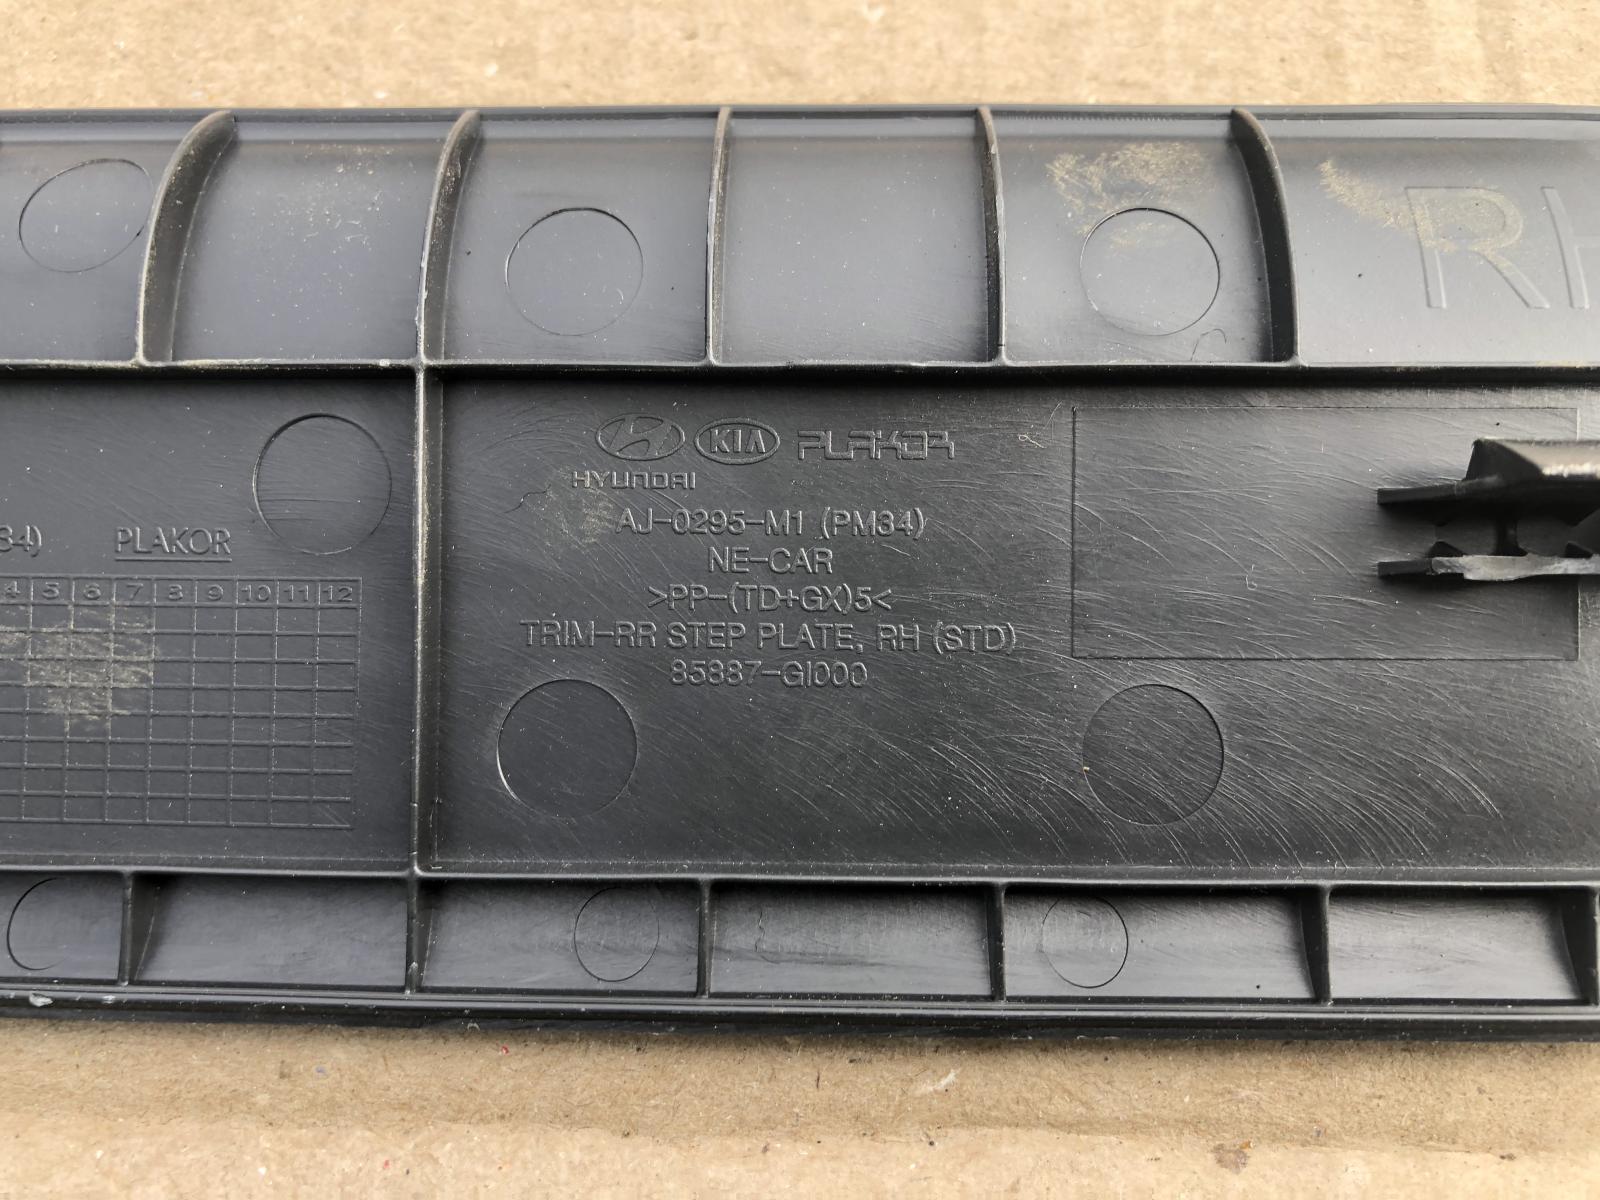 RH
HYUNDAI KIA PLAKOR
AJ-0295-M1 (PM34)
NE-CAR
>PP-(TD+GX)5<
TRIM-RR STEP PLATE, RH (STD)
85887-GI000
34) PLAKOR
4 5 6 7 8 9 10 11 12